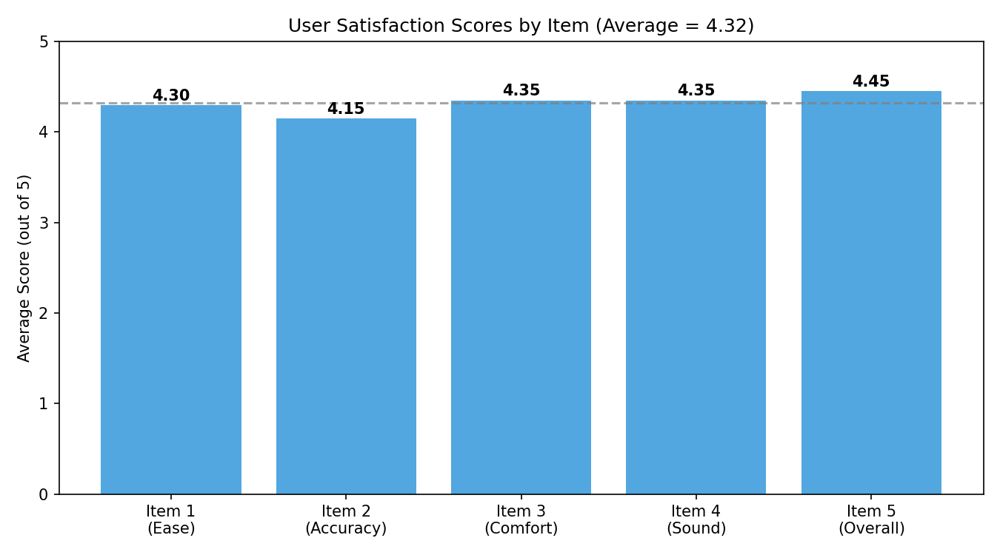 User Satisfaction Scores by Item (Average = 4.32)
Average Score (out of 5)
5
4
3
2
1
0
4.30
4.15
4.35
4.35
4.45
Item 1
(Ease)
Item 2
(Accuracy)
Item 3
(Comfort)
Item 4
(Sound)
Item 5
(Overall)